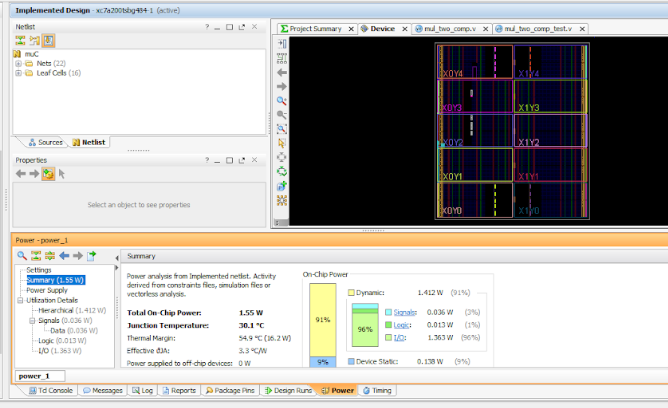 Implemented Design - xc7a200tsbg484-1 (active)
Netlist
muC
Nets (22)
Leaf Cells (16)
Sources
Netlist
Properties
Select an object to see properties
Project Summary
Device
mul_two_comp.v
mul_two_comp_test.v
X0Y4
X1Y4
X0Y3
X1Y3
X0Y2
X1Y2
X0Y1
X1Y1
X0Y0
X1Y0
Power - power_1
Settings
Summary (1.55 W)
Power Supply
Utilization Details
Hierarchical (1.412 W)
Signals (0.036 W)
Data (0.036 W)
Logic (0.013 W)
I/O (1.363 W)
Summary
Power analysis from Implemented netlist. Activity
derived from constraints files, simulation files or
vectorless analysis.
Total On-Chip Power: 1.55 W
Junction Temperature: 30.1 °C
Thermal Margin: 54.9 °C (16.2 W)
Effective ϑJA: 3.3 °C/W
Power supplied to off-chip devices: 0 W
On-Chip Power
91%
9%
Dynamic: 1.412 W (91%)
96%
Signals: 0.036 W (3%)
Logic: 0.013 W (1%)
I/O: 1.363 W (96%)
Device Static: 0.138 W (9%)
power_1
Tcl Console
Messages
Log
Reports
Package Pins
Design Runs
Power
Timing